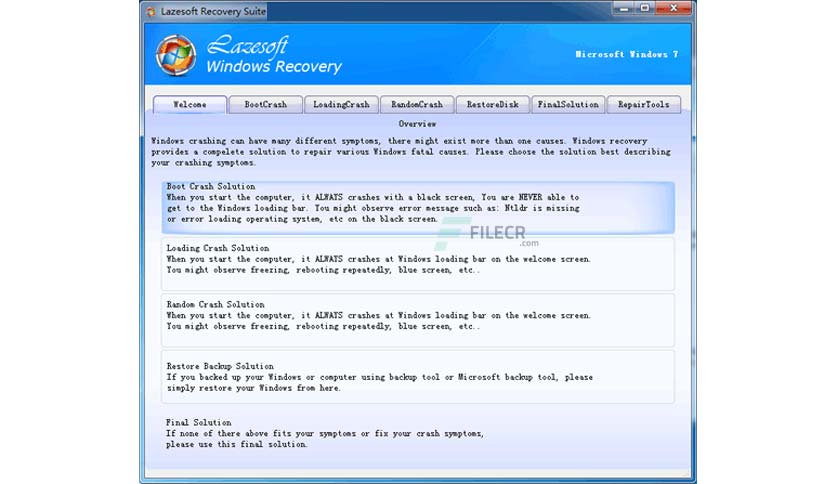 Lazesoft Recovery Suite
Lazesoft
Windows Recovery
Microsoft Windows 7
Welcome BootCrash LoadingCrash RandomCrash RestoreDisk FinalSolution RepairTools
Overview
Windows crashing can have many different symptoms, there might exist more than one causes. Windows recovery
provides a compelete solution to repair various Windows fatal causes. Please choose the solution best describing
your crashing symptoms.
Boot Crash Solution
When you start the computer, it ALWAYS crashes with a black screen, You are NEVER able to
get to the Windows loading bar. You might observe error message such as: Ntldr is missing
or error loading operating system, etc on the black screen.
FILECR
.com
Loading Crash Solution
When you start the computer, it ALWAYS crashes at Windows loading bar on the welcome screen.
You might observe freezing, rebooting repeatedly, blue screen, etc..
Random Crash Solution
When you start the computer, it ALWAYS crashes at Windows loading bar on the welcome screen.
You might observe freezing, rebooting repeatedly, blue screen, etc..
Restore Backup Solution
If you backed up your Windows or computer using backup tool or Microsoft backup tool, please
simply restore your Windows from here.
Final Solution
If none of there above fits your symptoms or fix your crash symptoms,
please use this final solution.